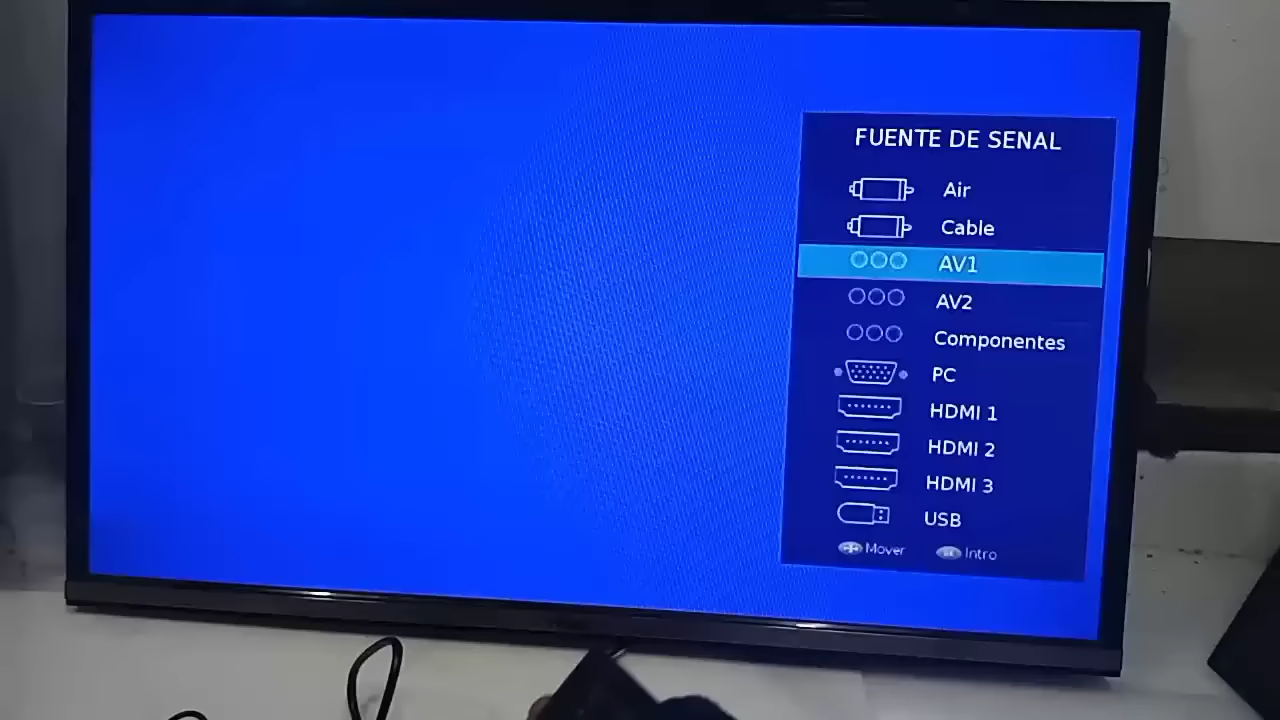 FUENTE DE SENAL
Air
Cable
AV1
AV2
Componentes
PC
HDMI 1
HDMI 2
HDMI 3
USB
Mover Intro